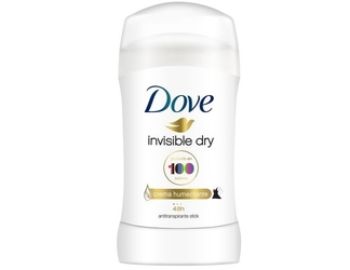 Dove
invisible dry
100
crema humectante
48h
antitranspirante stick